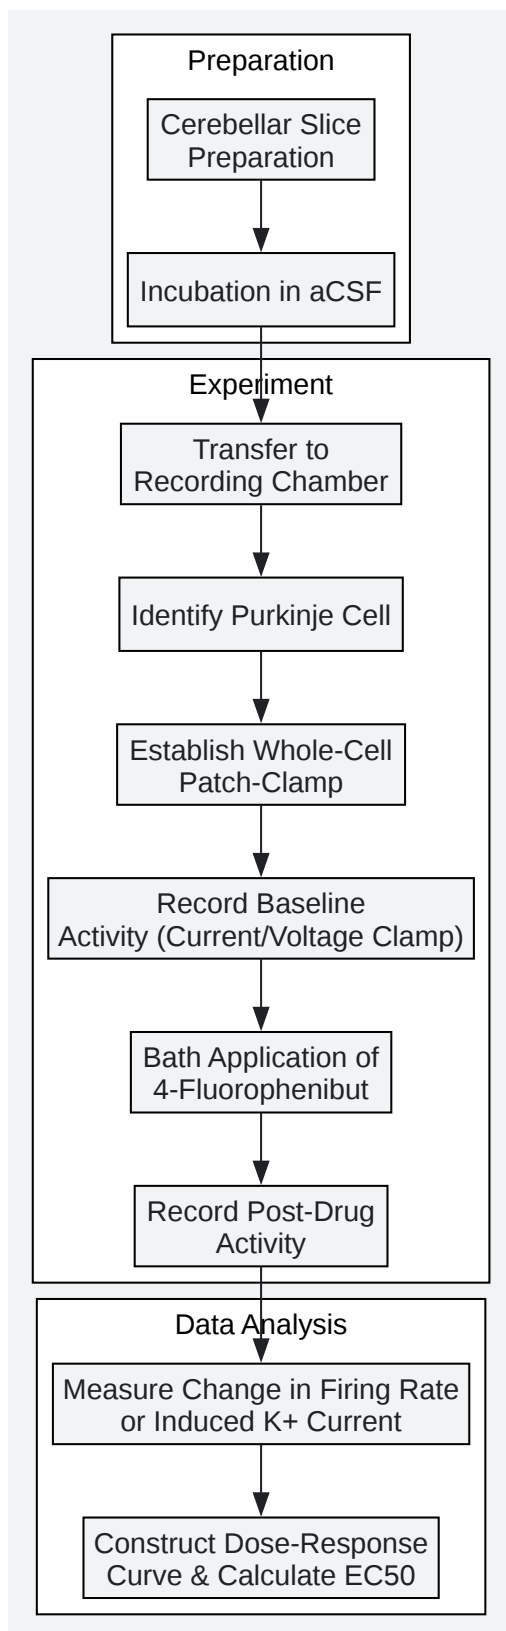 Preparation
Cerebellar Slice
Preparation
Incubation in aCSF
Experiment
Transfer to
Recording Chamber
Identify Purkinje Cell
Establish Whole-Cell
Patch-Clamp
Record Baseline
Activity (Current/Voltage Clamp)
Bath Application of
4-Fluorophenibut
Record Post-Drug
Activity
Data Analysis
Measure Change in Firing Rate
or Induced K+ Current
Construct Dose-Response
Curve & Calculate EC50